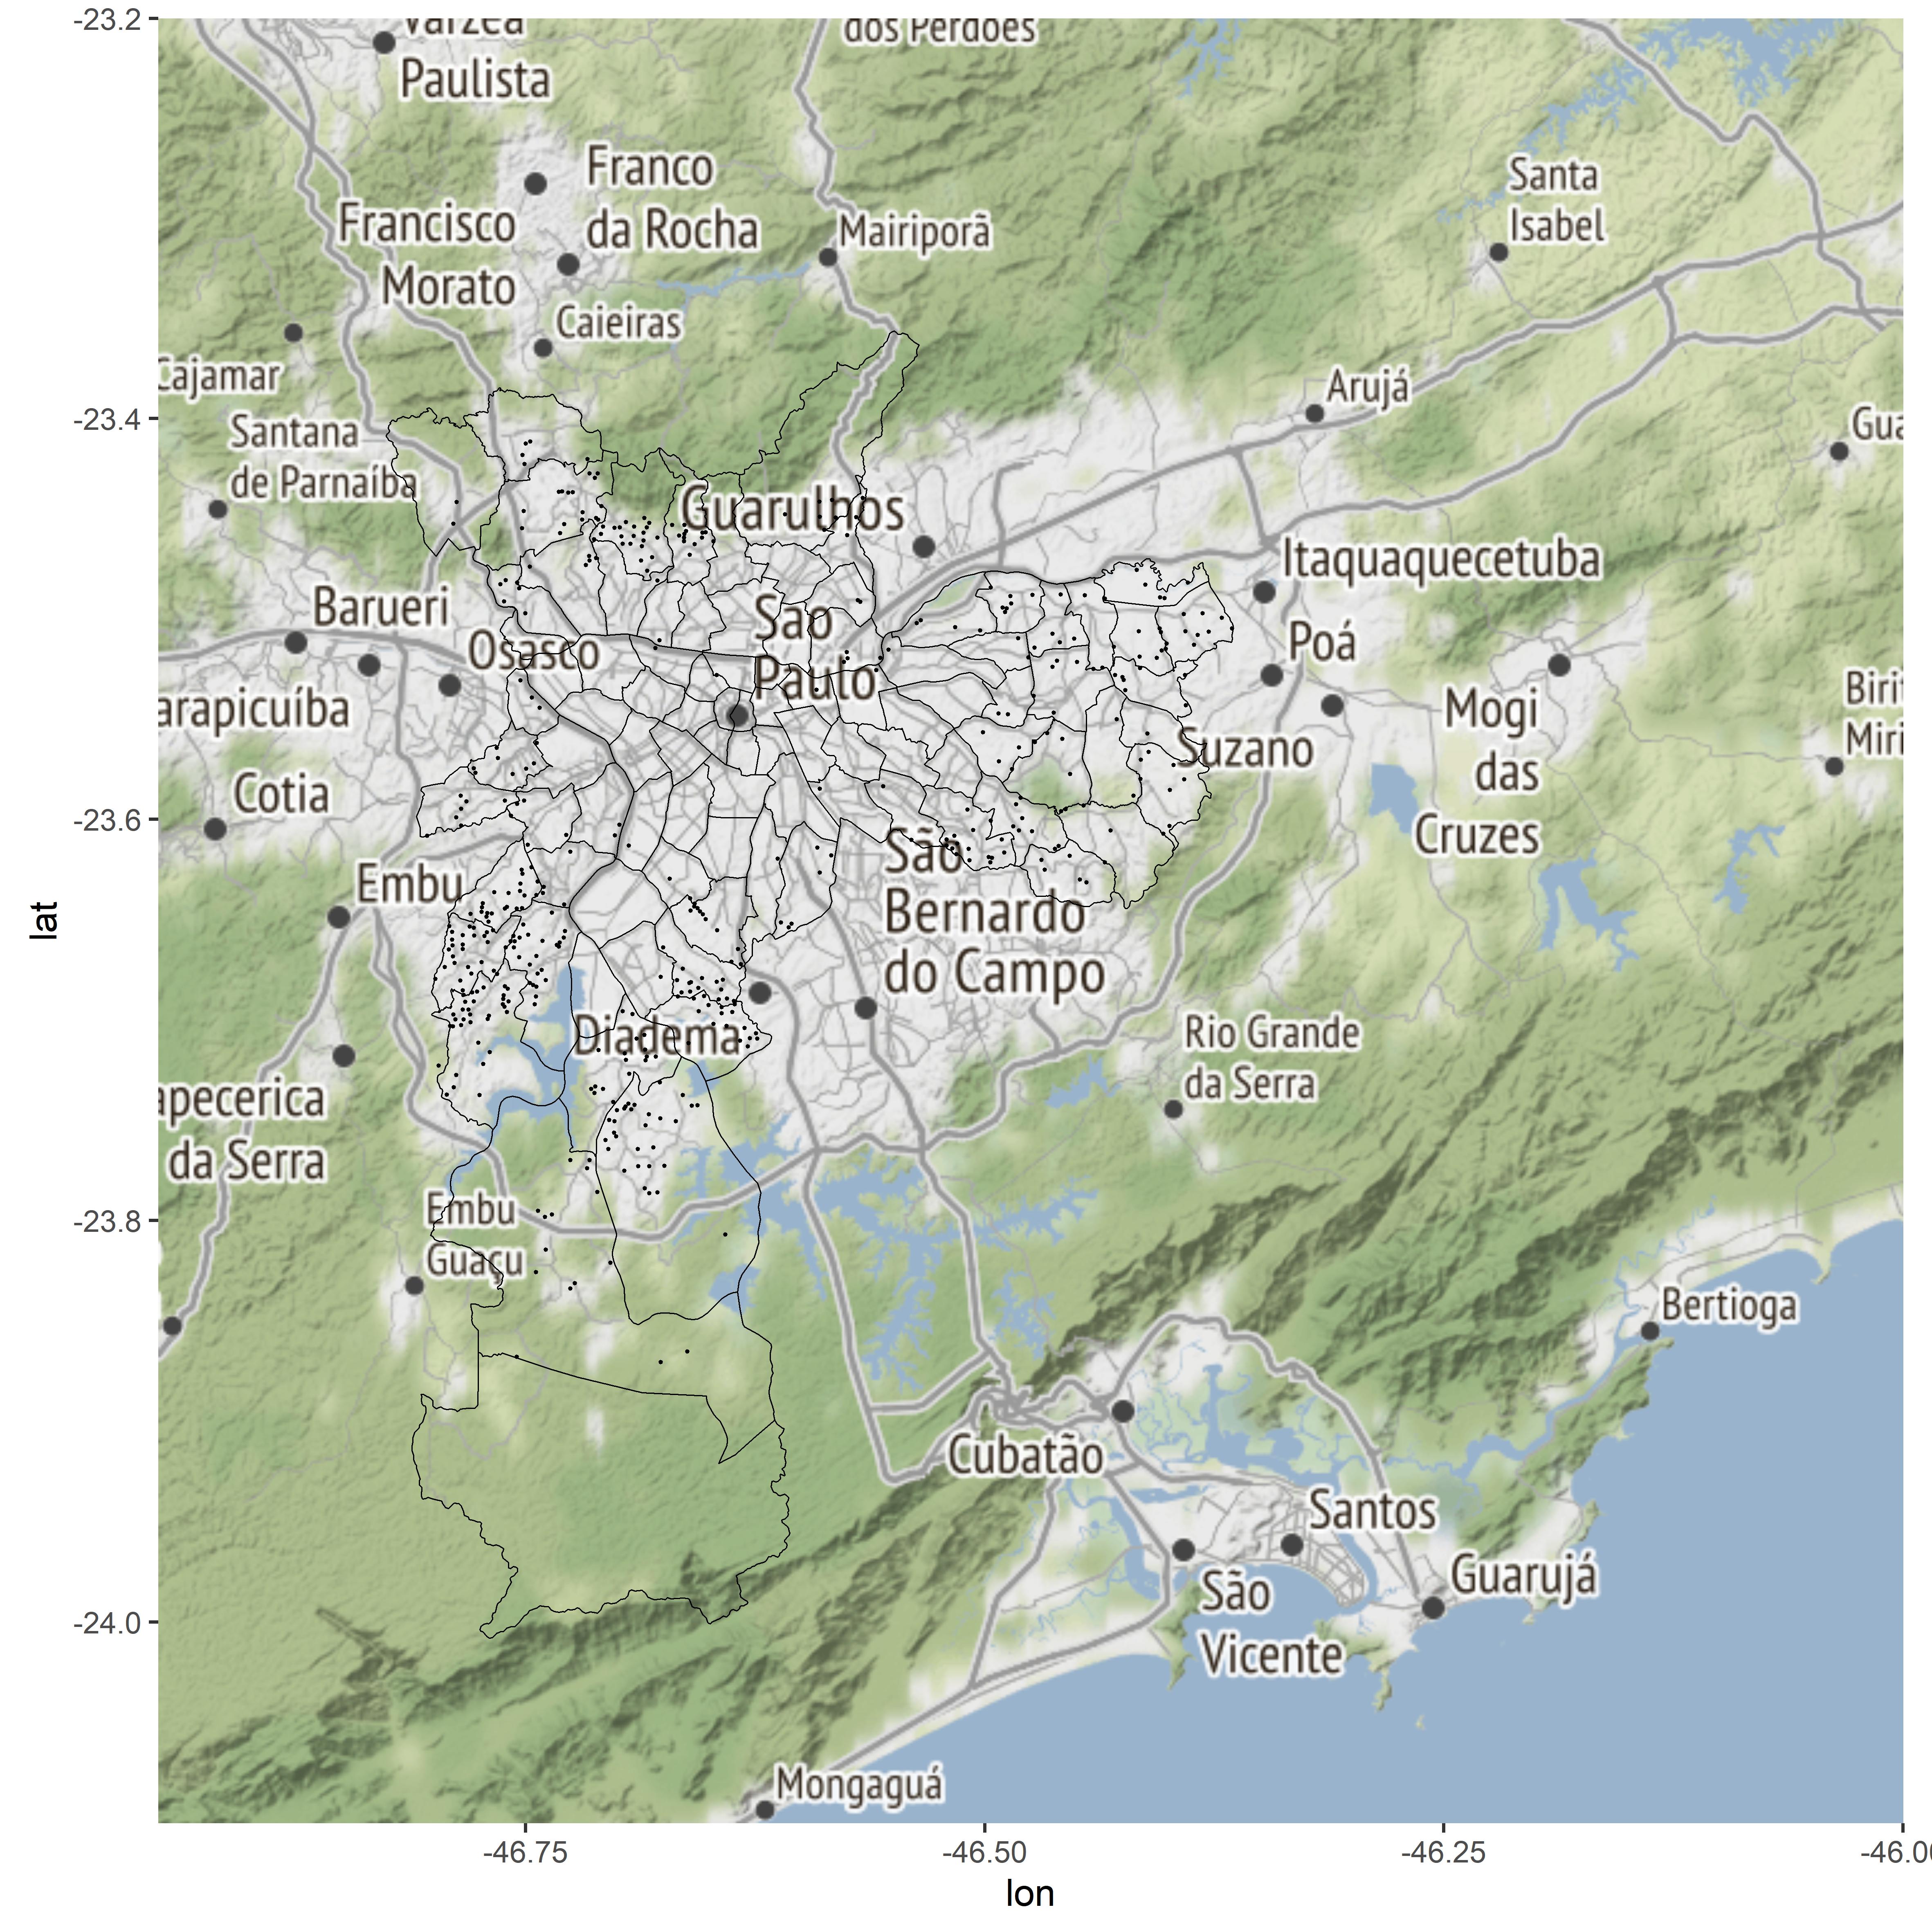 -23.2
-23.4
-23.6
-23.8
-24.0
lat
Várzea
Paulista
dos Perdões
Franco
da Rocha
Francisco
Morato
Mairiporã
Santa
Isabel
Caieiras
Cajamar
Arujá
Santana
de Parnaíba
Gua
Guarulhos
Itaquaquecetuba
Barueri
Osasco
Sao
Paulo
Poá
arapicuíba
Mogi
das
Cruzes
Birit
Miri
Suzano
Cotia
Embu
São
Bernardo
do Campo
Diadema
Rio Grande
da Serra
apecerica
da Serra
Embu
Guaçu
Bertioga
Cubatão
Santos
São
Vicente
Guarujá
Mongaguá
-46.75
-46.50
-46.25
-46.00
lon